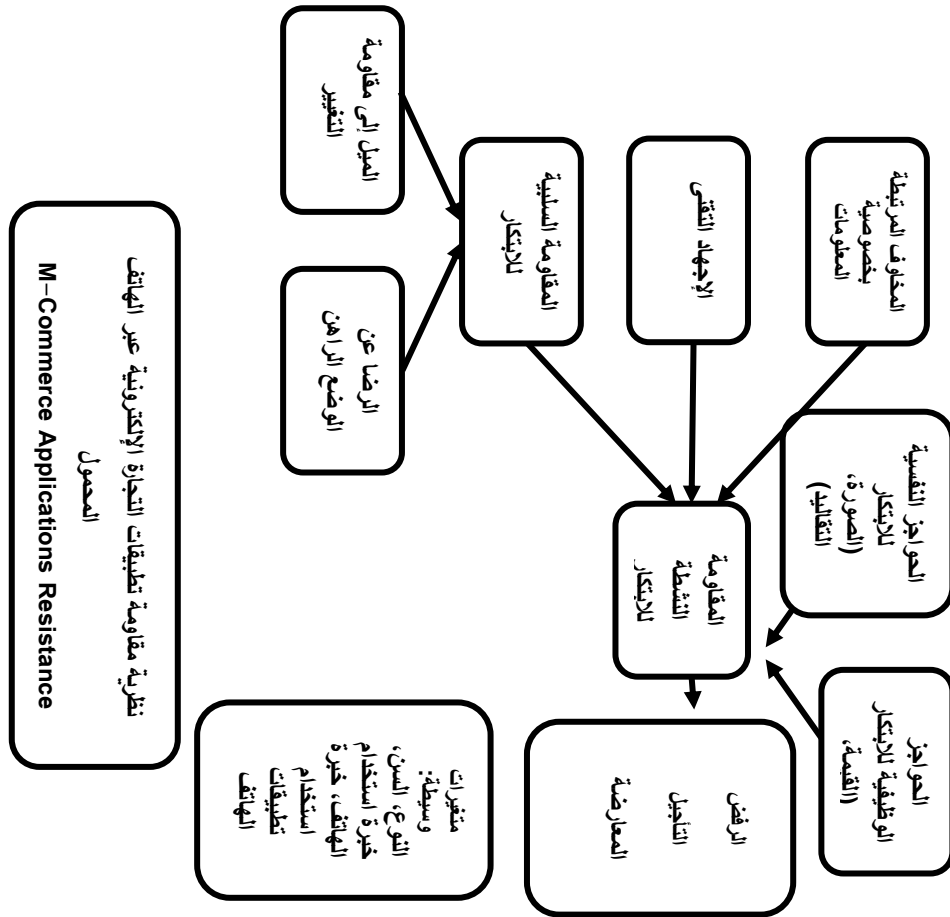 المخاوف المرتبطة
بخصوصية
المعلومات
الإجهاد التقنى
المقاومة السلبية
للابتكار
الميل إلى مقاومة
التغيير
الرضا عن
الوضع الراهن
الحواجز النفسية
للابتكار
(الصورة،
التقاليد)
المقاومة
النشطة
للابتكار
الحواجز
الوظيفية للابتكار
(القيمة،
الرفض
التأجيل
المعارضة
متغيرات
وسيطة:
النوع، السن،
خبرة استخدام
الهاتف، خبرة
استخدام
تطبيقات
الهاتف
نظرية مقاومة تطبيقات التجارة الإلكترونية عبر الهاتف
المحمول
M-Commerce Applications Resistance